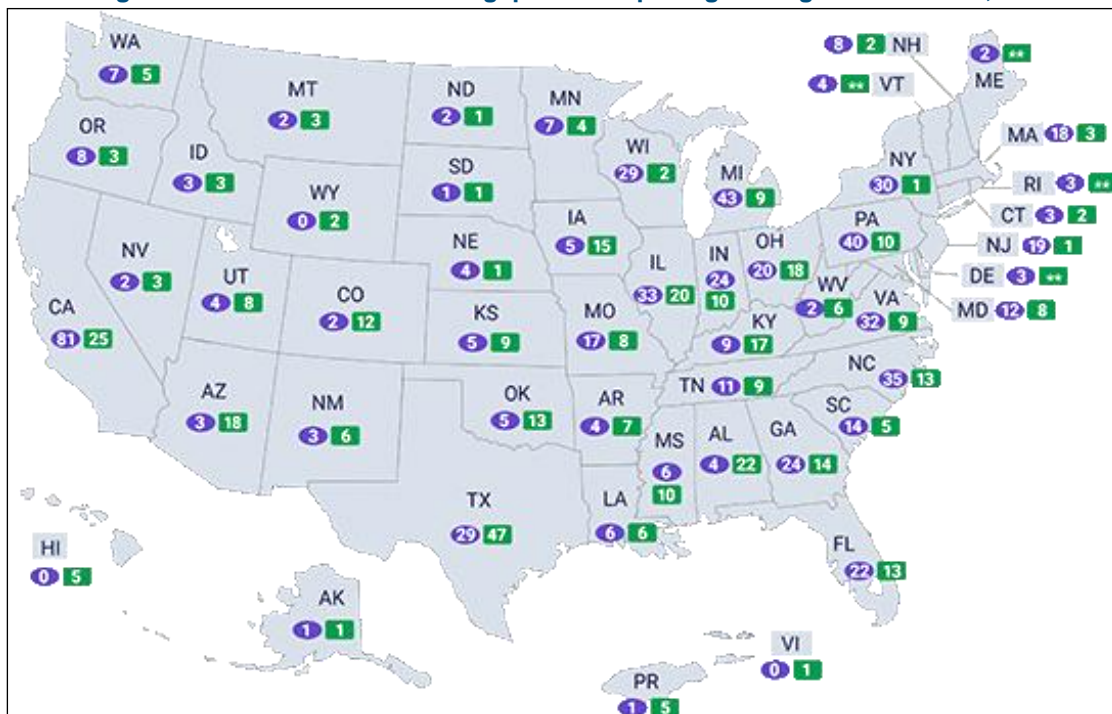 WA
7 5
MT
2 3
ND
2 1
MN
7 4
8 2 NH
4 ** VT
2 **
ME
OR
8 3
ID
3 3
WY
0 2
SD
1 1
WI
29 2
MI
43 9
NY
30 1
MA 18 3
RI 3 **
CT 3 2
NJ 19 1
DE 3 **
MD 12 8
NV
2 3
UT
4 8
CO
2 12
NE
4 1
IA
5 15
IL
33 20
IN
24
10
OH
20 18
PA
40 10
WV
2 6
VA
32 9
CA
81 25
KS
5 9
MO
17 8
KY
9 17
AZ
3 18
NM
3 6
OK
5 13
AR
4 7
TN 11 9
NC
35 13
SC
14 5
MS
6
10
AL
4 22
GA
24 14
TX
29 47
LA
6 6
FL
22 13
HI
0 5
AK
1 1
VI
0 1
PR
1 5